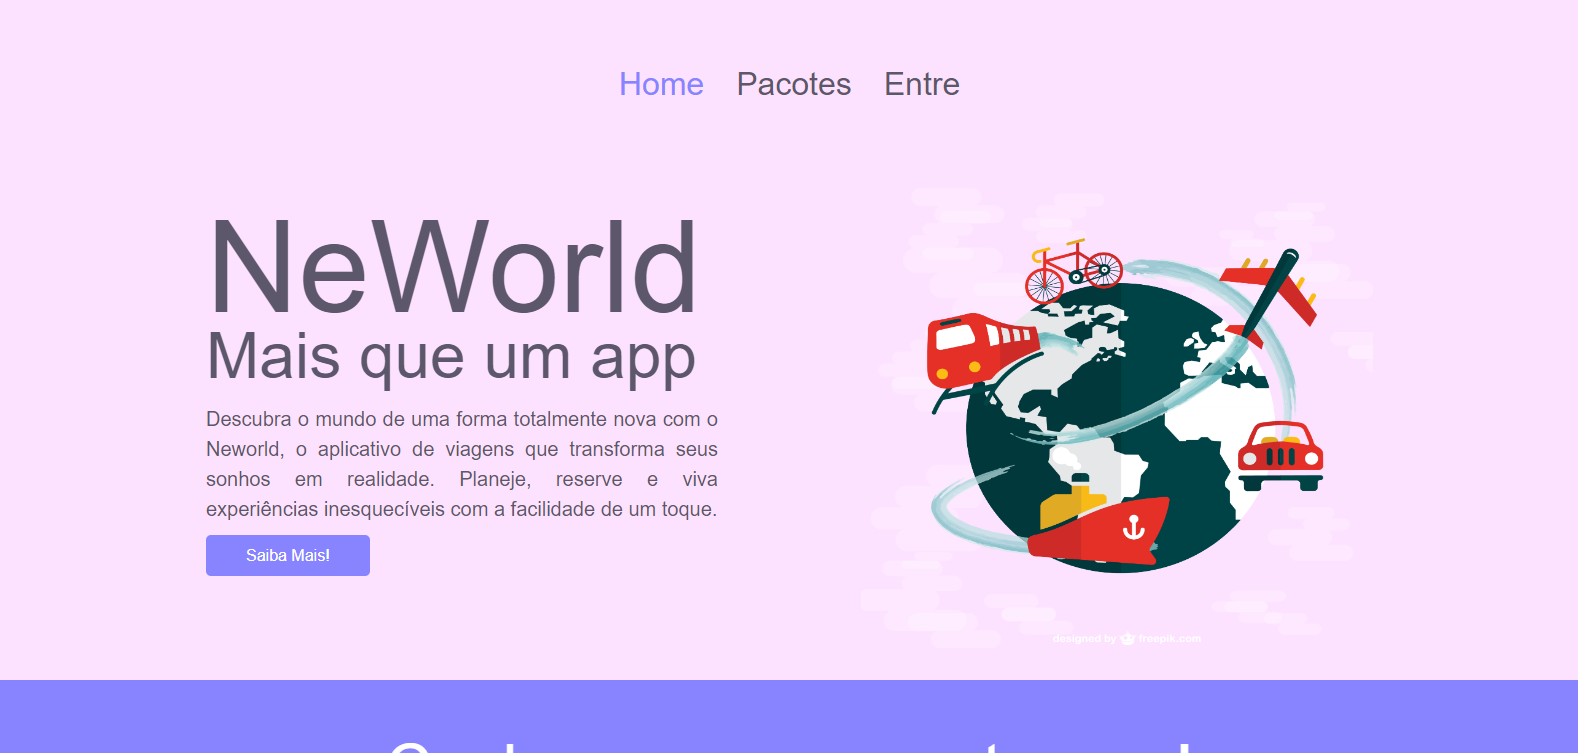 Home Pacotes Entre
NeWorld
Mais que um app
Descubra o mundo de uma forma totalmente nova com o
Neworld, o aplicativo de viagens que transforma seus
sonhos em realidade. Planeje, reserve e viva
experiências inesquecíveis com a facilidade de um toque.
Saiba Mais!
designed by freepik.com